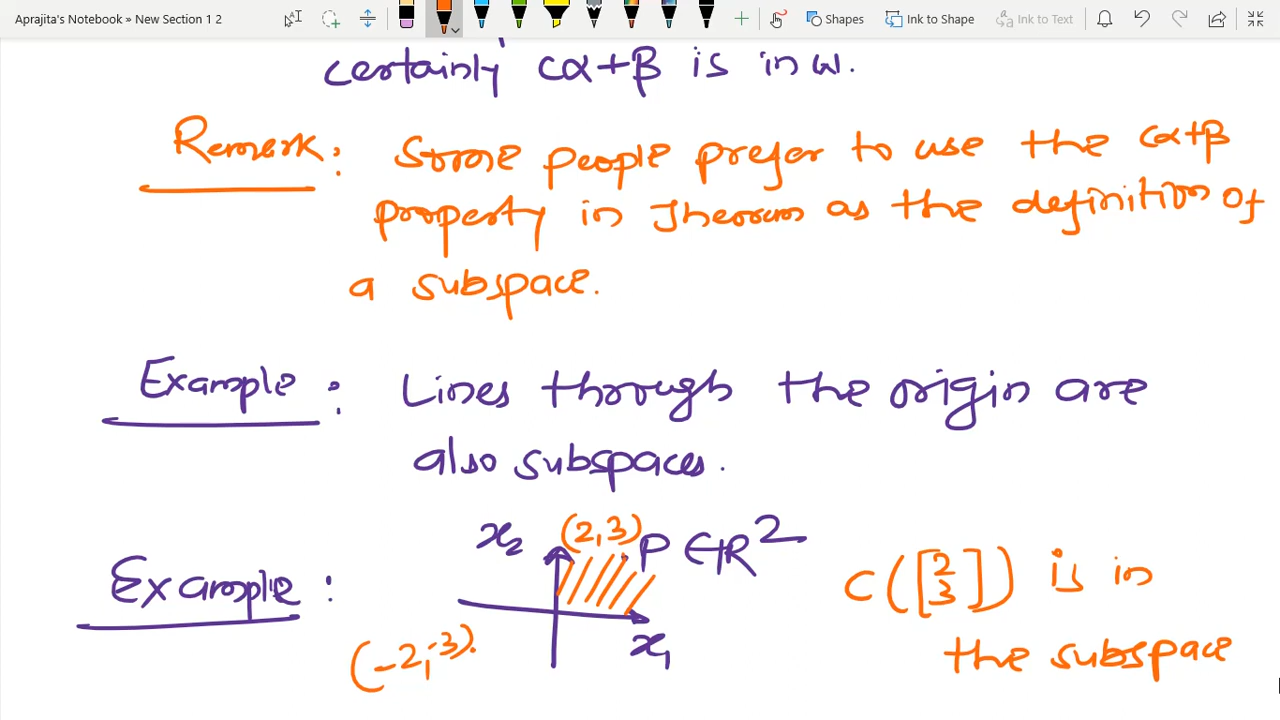 Aprajita's Notebook » New Section 1 2
Shapes
Ink to Shape
Ink to Text
certainly cα+β is in W.
Remark: Some people prefer to use the cα+β
property in Theorem as the definition of
a subspace.
Example: Lines through the origin are
also subspaces.
Example:
x₂
(2,3)
P ∈ R²
x₁
(-2,-3).
C([2 3]) is in
the subspace